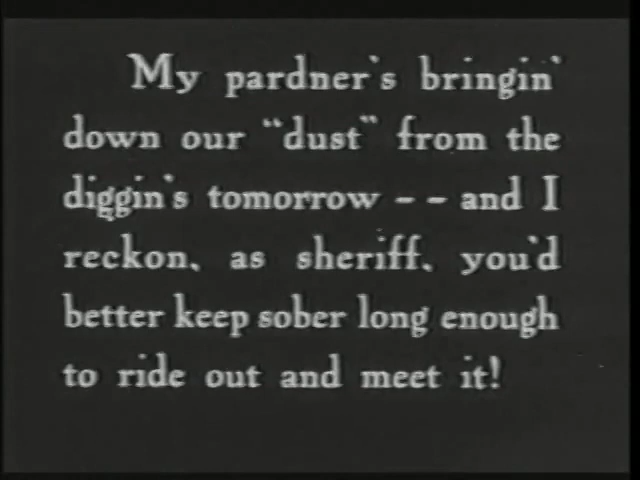 My pardner's bringin'
down our "dust" from the
diggin's tomorrow -- and I
reckon, as sheriff, you'd
better keep sober long enough
to ride out and meet it!